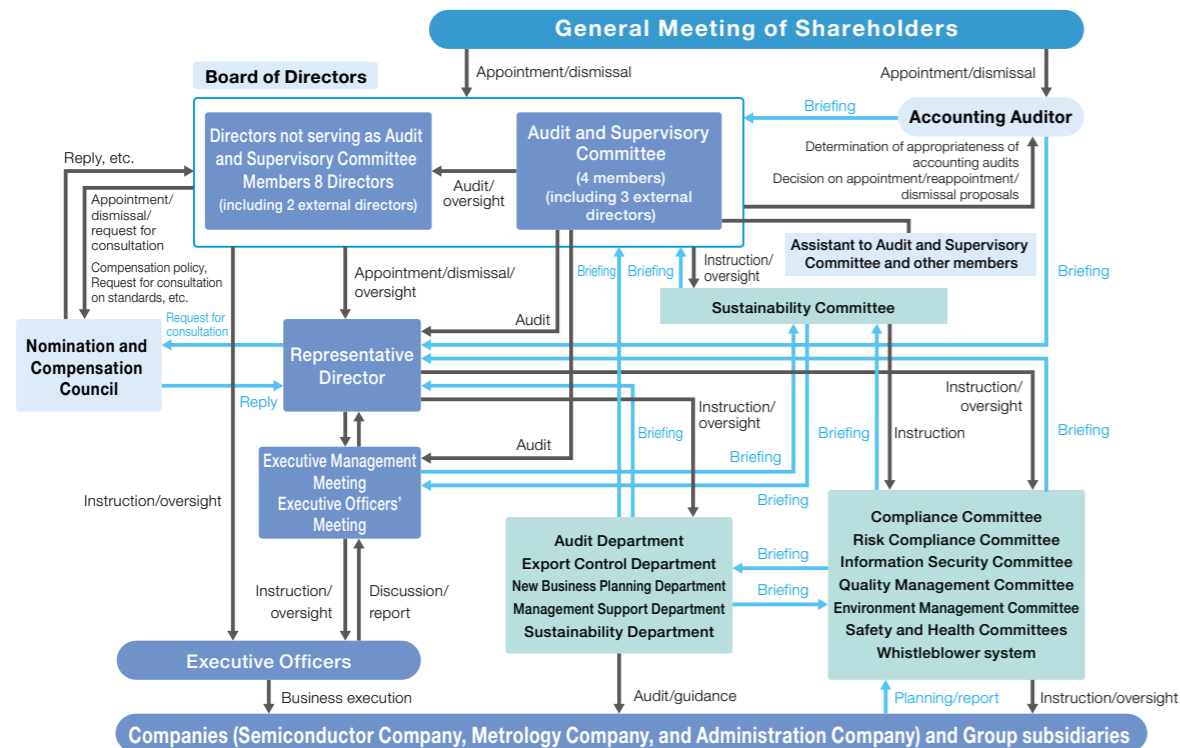 General Meeting of Shareholders
Appointment/dismissal
Appointment/dismissal
Board of Directors
Briefing
Accounting Auditor
Directors not serving as Audit
and Supervisory Committee
Members 8 Directors
(including 2 external directors)
Audit/
oversight
Audit and Supervisory
Committee
(4 members)
(including 3 external
directors)
Determination of appropriateness of
accounting audits
Decision on appointment/reappointment/
dismissal proposals
Reply, etc.
Appointment/
dismissal/
request for
consultation
Compensation policy,
Request for consultation
on standards, etc.
Assistant to Audit and Supervisory
Committee and other members
Appointment/dismissal/
oversight
Briefing
Briefing
Instruction/
oversight
Briefing
Sustainability Committee
Request for
consultation
Audit
Nomination and
Compensation
Council
Representative
Director
Reply
Instruction/
oversight
Instruction/
oversight
Briefing
Briefing
Instruction
Briefing
Audit
Briefing
Executive Management
Meeting
Executive Officers'
Meeting
Briefing
Instruction/oversight
Audit Department
Export Control Department
New Business Planning Department
Management Support Department
Sustainability Department
Briefing
Briefing
Compliance Committee
Risk Compliance Committee
Information Security Committee
Quality Management Committee
Environment Management Committee
Safety and Health Committees
Whistleblower system
Instruction/
oversight
Discussion/
report
Executive Officers
Business execution
Audit/guidance
Planning/report
Instruction/oversight
Companies (Semiconductor Company, Metrology Company, and Administration Company) and Group subsidiaries